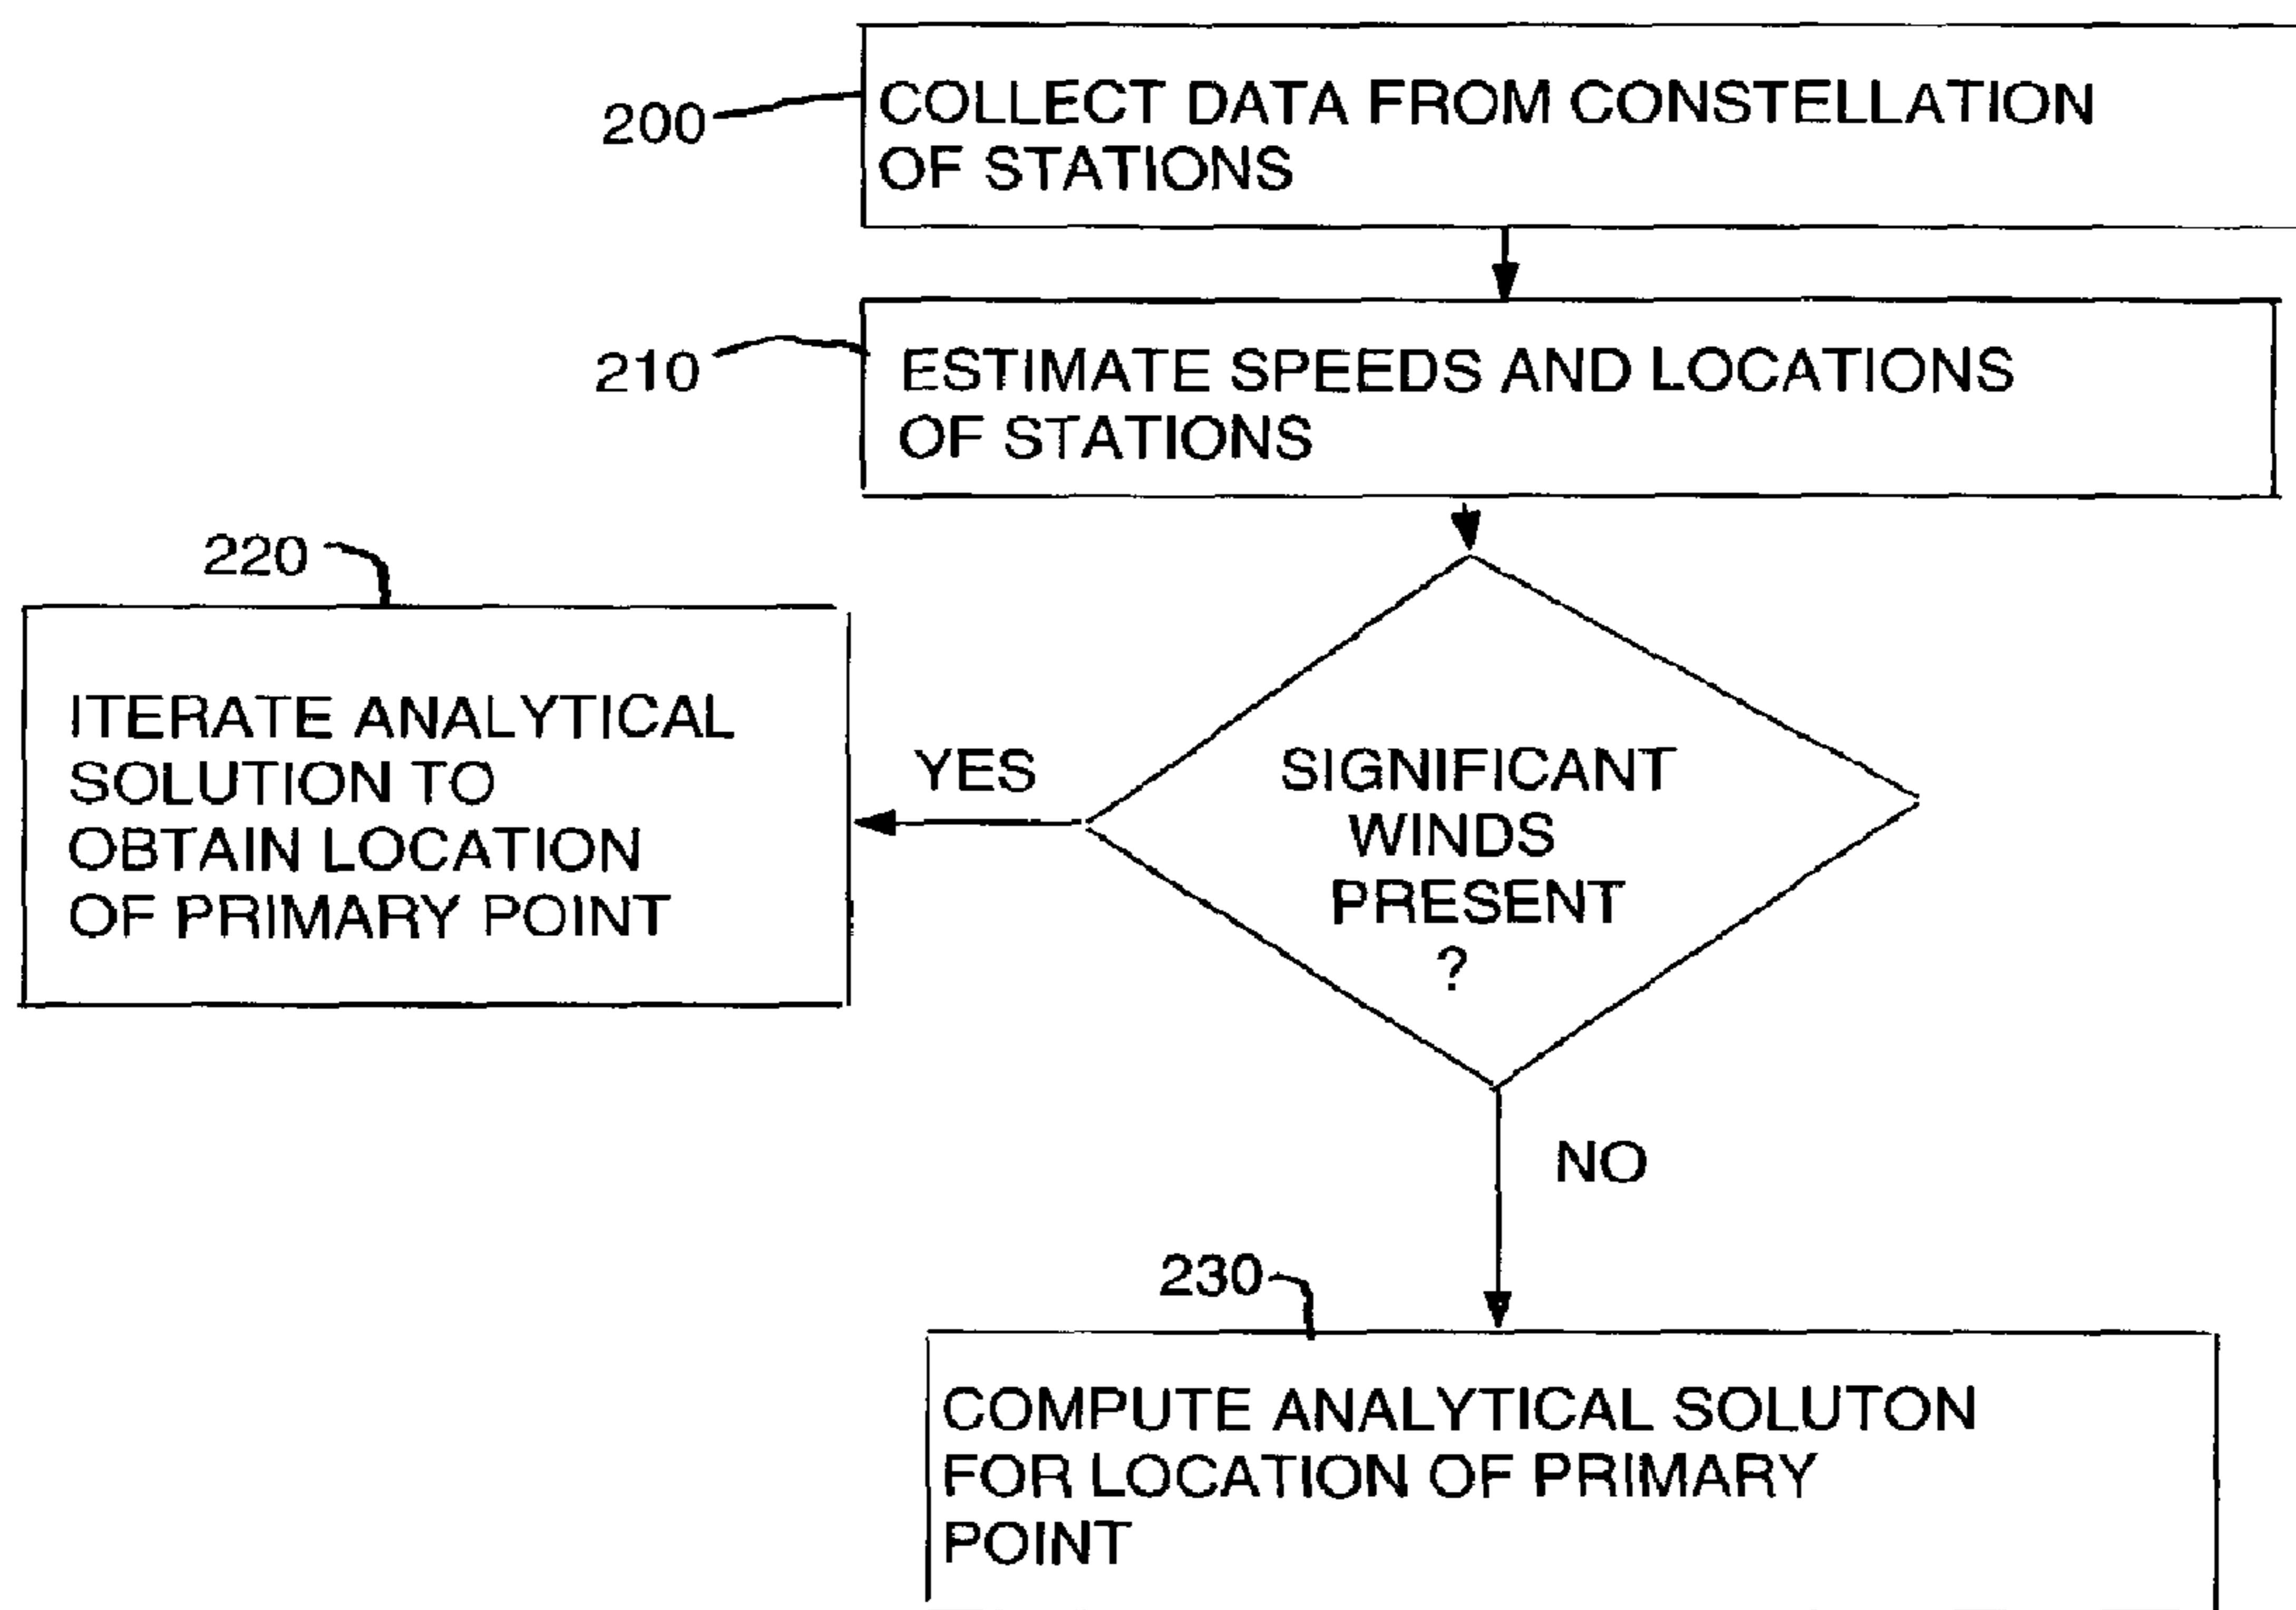 200
COLLECT DATA FROM CONSTELLATION
OF STATIONS
210
ESTIMATE SPEEDS AND LOCATIONS
OF STATIONS
220
ITERATE ANALYTICAL
SOLUTION TO
OBTAIN LOCATION
OF PRIMARY POINT
YES
SIGNIFICANT
WINDS
PRESENT
?
NO
230
COMPUTE ANALYTICAL SOLUTON
FOR LOCATION OF PRIMARY
POINT